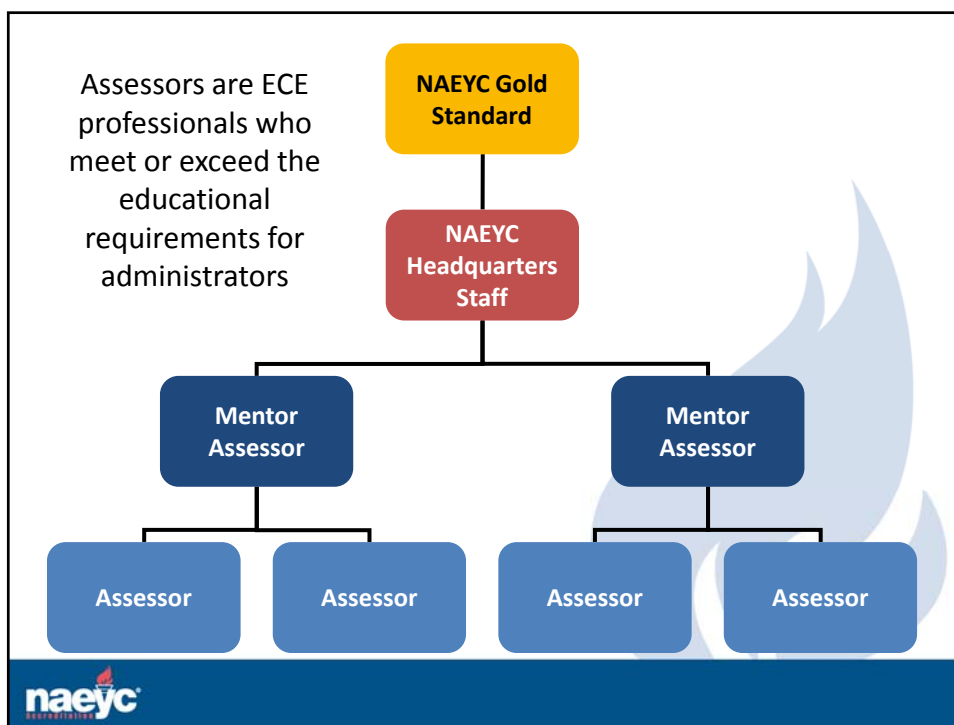 Assessors are ECE
professionals who
meet or exceed the
educational
requirements for
administrators
NAEYC Gold
Standard
NAEYC
Headquarters
Staff
Mentor
Assessor
Mentor
Assessor
Assessor
Assessor
Assessor
Assessor
naeyc®
Accreditation